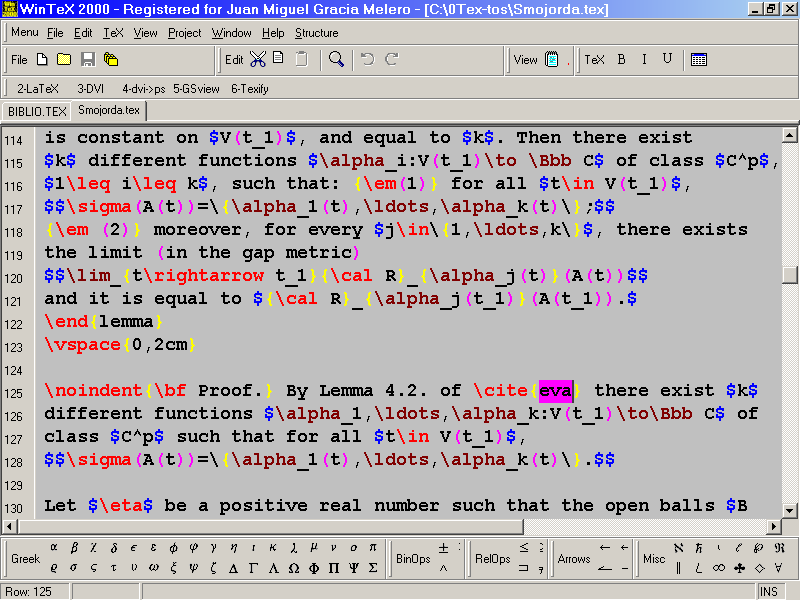 WinTeX 2000 - Registered for Juan Miguel Gracia Melero - [C:\0Tex-tos\Smojorda.tex]
Menu File Edit TeX View Project Window Help Structure
File Edit View TeX B I U
2-LaTeX 3-DVI 4-dvi->ps 5-GSview 6-Texify
BIBLIO.TEX Smojorda.tex
114 is constant on $V(t_1)$, and equal to $k$. Then there exist
115 $k$ different functions $\alpha_i:V(t_1)\to \Bbb C$ of class $C^p$,
116 $1\leq i\leq k$, such that: {\em(1)} for all $t\in V(t_1)$,
117 $$\sigma(A(t))=\{\alpha_1(t),\ldots,\alpha_k(t)\};$$
118 {\em (2)} moreover, for every $j\in\{1,\ldots,k\}$, there exists
119 the limit (in the gap metric)
120 $$\lim_{t\rightarrow t_1}{\cal R}_{\alpha_j(t)}(A(t))$$
121 and it is equal to ${\cal R}_{\alpha_j(t_1)}(A(t_1)).$
122 \end{lemma}
123 \vspace{0,2cm}
124
125 \noindent{\bf Proof.} By Lemma 4.2. of \cite{eva} there exist $k$
126 different functions $\alpha_1,\ldots,\alpha_k:V(t_1)\to\Bbb C$ of
127 class $C^p$ such that for all $t\in V(t_1)$,
128 $$\sigma(A(t))=\{\alpha_1(t),\ldots,\alpha_k(t)\}.$$
129
130 Let $\eta$ be a positive real number such that the open balls $B
Greek α β χ δ ϵ ε ϕ φ γ η ι κ λ μ ν ο π BinOps ± RelOps ≤ Arrows ← ← Misc ℵ ℏ ι ℓ ℘ ℜ
ϱ σ ς τ υ ω ξ ψ ζ Δ Γ Λ Ω Φ Π Ψ Σ ∧ ⊐ ∥ ∠ ∞ ♣ ◇ ∀
Row: 125 INS